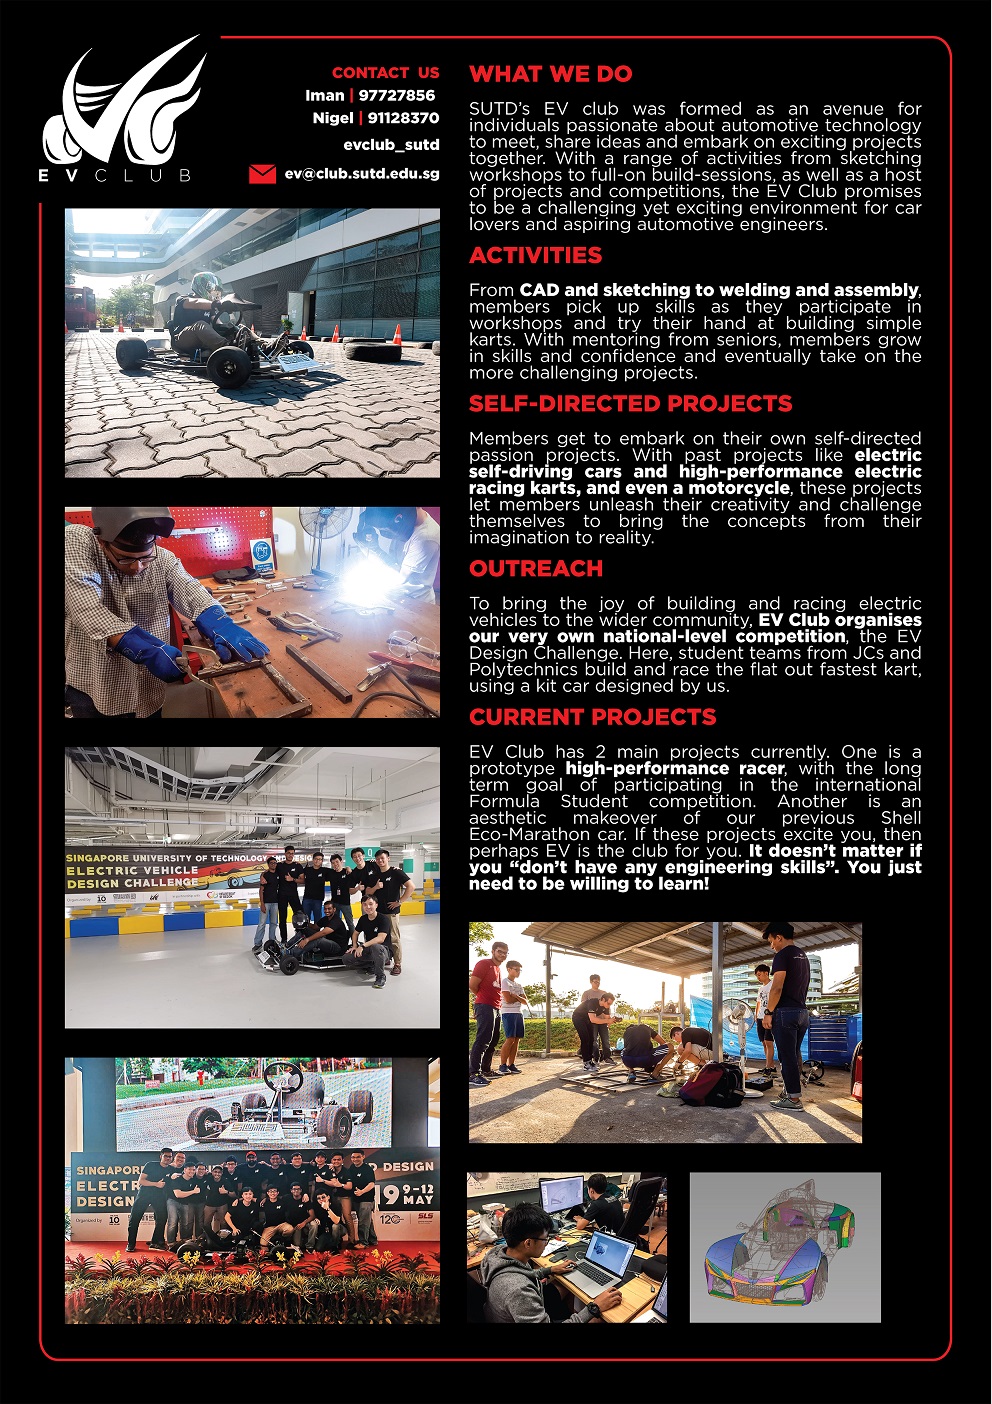 EV CLUB
CONTACT US
Iman | 97727856
Nigel | 91128370
evclub_sutd
ev@club.sutd.edu.sg
WHAT WE DO
SUTD's EV club was formed as an avenue for
individuals passionate about automotive technology
to meet, share ideas and embark on exciting projects
together. With a range of activities from sketching
workshops to full-on build-sessions, as well as a host
of projects and competitions, the EV Club promises
to be a challenging yet exciting environment for car
lovers and aspiring automotive engineers.
ACTIVITIES
From CAD and sketching to welding and assembly,
members pick up skills as they participate in
workshops and try their hand at building simple
karts. With mentoring from seniors, members grow
in skills and confidence and eventually take on the
more challenging projects.
SELF-DIRECTED PROJECTS
Members get to embark on their own self-directed
passion projects. With past projects like electric
self-driving cars and high-performance electric
racing karts, and even a motorcycle, these projects
let members unleash their creativity and challenge
themselves to bring the concepts from their
imagination to reality.
OUTREACH
To bring the joy of building and racing electric
vehicles to the wider community, EV Club organises
our very own national-level competition, the EV
Design Challenge. Here, student teams from JCs and
Polytechnics build and race the flat out fastest kart,
using a kit car designed by us.
CURRENT PROJECTS
EV Club has 2 main projects currently. One is a
prototype high-performance racer, with the long
term goal of participating in the international
Formula Student competition. Another is an
aesthetic makeover of our previous Shell
Eco-Marathon car. If these projects excite you, then
perhaps EV is the club for you. It doesn't matter if
you “don't have any engineering skills”. You just
need to be willing to learn!
SINGAPORE UNIVERSITY OF TECHNOLOGY AND DESIGN
ELECTRIC VEHICLE
DESIGN CHALLENGE
Organized by
10
SINGAPOR
D DESIGN
ELECTR
DESIGN
19 9-12
MAY
Organized by
10
120
SLS